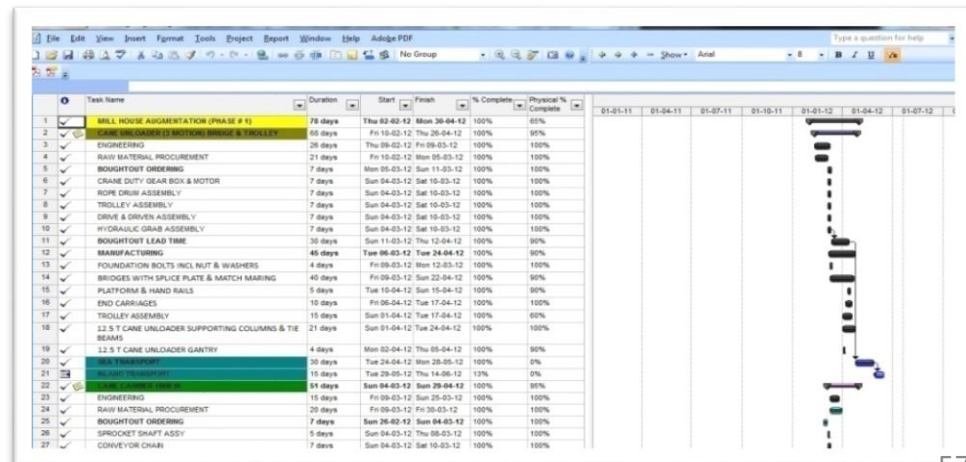 File Edit View Insert Format Tools Project Report Window Help Adobe PDF
Type a question for help
No Group Show Arial 8 B I U
Task Name Duration Start Finish % Complete Physical % Complete 01-01-11 01-04-11 01-07-11 01-10-11 01-01-12 01-04-12 01-07-12
1 MILL HOUSE AUGMENTATION (PHASE # 1) 78 days Thu 02-02-12 Mon 30-04-12 100% 65%
2 CANE UNLOADER (3 MOTION) BRIDGE & TROLLEY 68 days Fri 10-02-12 Thu 26-04-12 100% 95%
3 ENGINEERING 26 days Thu 09-02-12 Fri 09-03-12 100% 100%
4 RAW MATERIAL PROCUREMENT 21 days Fri 10-02-12 Mon 05-03-12 100% 100%
5 BOUGHTOUT ORDERING 7 days Mon 05-03-12 Sun 11-03-12 100% 100%
6 CRANE DUTY GEAR BOX & MOTOR 7 days Sun 04-03-12 Sat 10-03-12 100% 100%
7 ROPE DRUM ASSEMBLY 7 days Sun 04-03-12 Sat 10-03-12 100% 100%
8 TROLLEY ASSEMBLY 7 days Sun 04-03-12 Sat 10-03-12 100% 100%
9 DRIVE & DRIVEN ASSEMBLY 7 days Sun 04-03-12 Sat 10-03-12 100% 100%
10 HYDRAULIC GRAB ASSEMBLY 7 days Sun 04-03-12 Sat 10-03-12 100% 100%
11 BOUGHTOUT LEAD TIME 30 days Sun 11-03-12 Thu 12-04-12 100% 90%
12 MANUFACTURING 45 days Tue 06-03-12 Tue 24-04-12 100% 90%
13 FOUNDATION BOLTS INCL NUT & WASHERS 4 days Fri 09-03-12 Mon 12-03-12 100% 100%
14 BRIDGES WITH SPLICE PLATE & MATCH MARING 40 days Fri 09-03-12 Sun 22-04-12 100% 90%
15 PLATFORM & HAND RAILS 5 days Tue 10-04-12 Sun 15-04-12 100% 90%
16 END CARRIAGES 10 days Fri 06-04-12 Tue 17-04-12 100% 100%
17 TROLLEY ASSEMBLY 15 days Sun 01-04-12 Tue 17-04-12 100% 60%
18 12.5 T CANE UNLOADER SUPPORTING COLUMNS & TIE BEAMS 21 days Sun 01-04-12 Tue 24-04-12 100% 100%
19 12.5 T CANE UNLOADER GANTRY 4 days Mon 02-04-12 Thu 05-04-12 100% 90%
20 SEA TRANSPORT 30 days Tue 24-04-12 Mon 28-05-12 100% 0%
21 INLAND TRANSPORT 15 days Tue 29-05-12 Thu 14-06-12 13% 0%
22 CANE CARRIER 51 days Sun 04-03-12 Sun 29-04-12 100% 95%
23 ENGINEERING 15 days Fri 09-03-12 Sun 25-03-12 100% 100%
24 RAW MATERIAL PROCUREMENT 20 days Fri 09-03-12 Fri 30-03-12 100% 100%
25 BOUGHTOUT ORDERING 7 days Sun 26-02-12 Sun 04-03-12 100% 100%
26 SPROCKET SHAFT ASSY 5 days Sun 04-03-12 Thu 08-03-12 100% 100%
27 CONVEYOR CHAIN 7 days Sun 04-03-12 Sat 10-03-12 100% 100%